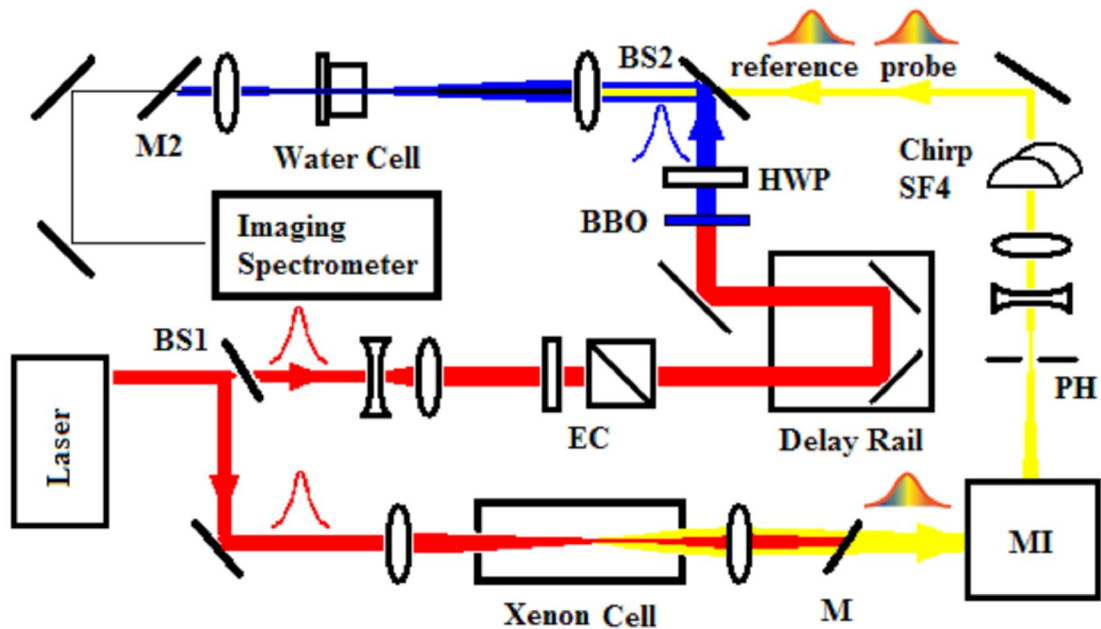 BS2
reference
probe
M2
Water Cell
Chirp
SF4
HWP
BBO
Imaging
Spectrometer
BS1
PH
Laser
EC
Delay Rail
MI
Xenon Cell
M